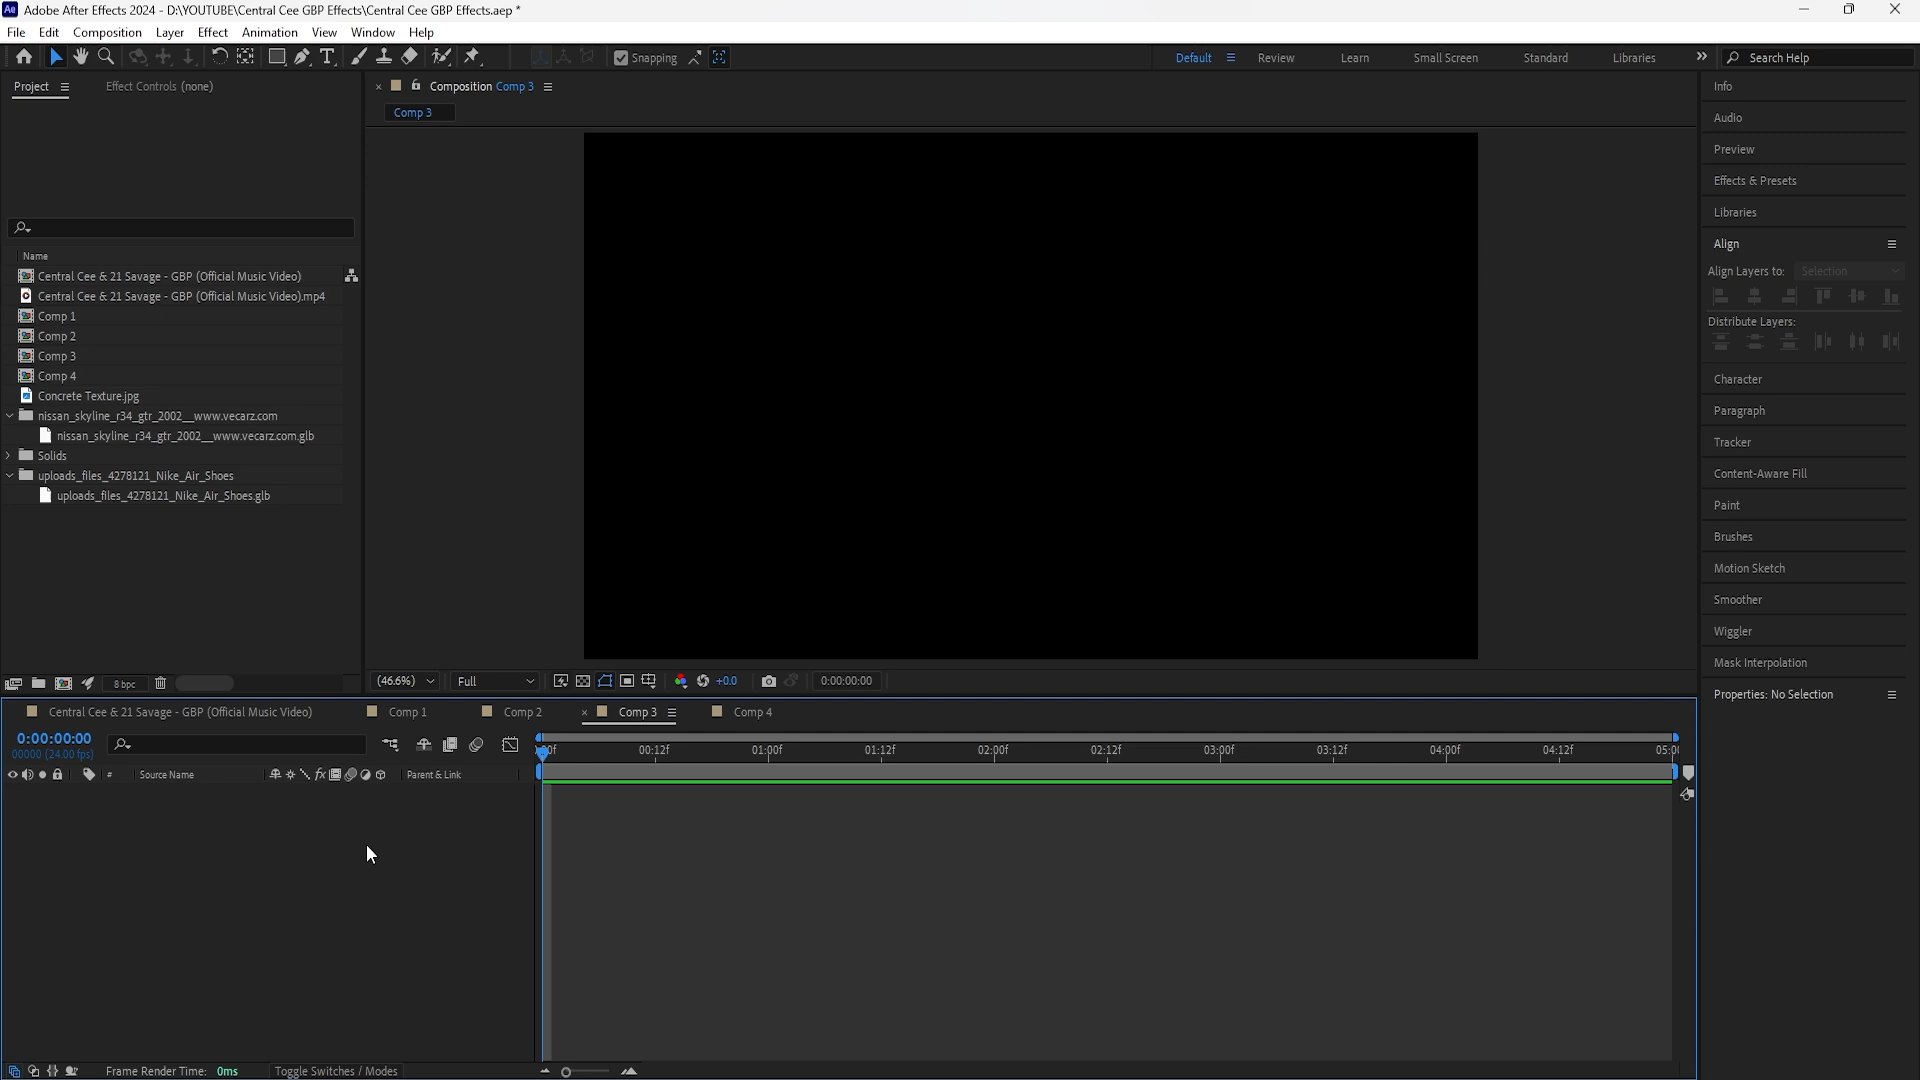 Ae Adobe After Effects 2024 - D:\YOUTUBE\Central Cee GBP Effects\Central Cee GBP Effects.aep *
File Edit Composition Layer Effect Animation View Window Help
Snapping
Default Review Learn Small Screen Standard Libraries
Search Help
Project
Effect Controls (none)
Name
Central Cee & 21 Savage - GBP (Official Music Video)
Central Cee & 21 Savage - GBP (Official Music Video).mp4
Comp 1
Comp 2
Comp 3
Comp 4
Concrete Texture.jpg
nissan_skyline_r34_gtr_2002__www.vecarz.com
nissan_skyline_r34_gtr_2002__www.vecarz.com.glb
Solids
uploads_files_4278121_Nike_Air_Shoes
uploads_files_4278121_Nike_Air_Shoes.glb
8 bpc
Composition Comp 3
Comp 3
(46.6%) Full +0.0 0:00:00:00
Info
Audio
Preview
Effects & Presets
Libraries
Align
Align Layers to: Selection
Distribute Layers:
Character
Paragraph
Tracker
Content-Aware Fill
Paint
Brushes
Motion Sketch
Smoother
Wiggler
Mask Interpolation
Properties: No Selection
Central Cee & 21 Savage - GBP (Official Music Video) Comp 1 Comp 2 Comp 3 Comp 4
0:00:00:00
00000 (24.00 fps)
00:12f 01:00f 01:12f 02:00f 02:12f 03:00f 03:12f 04:00f 04:12f
# Source Name fx Parent & Link
Frame Render Time: 0ms Toggle Switches / Modes